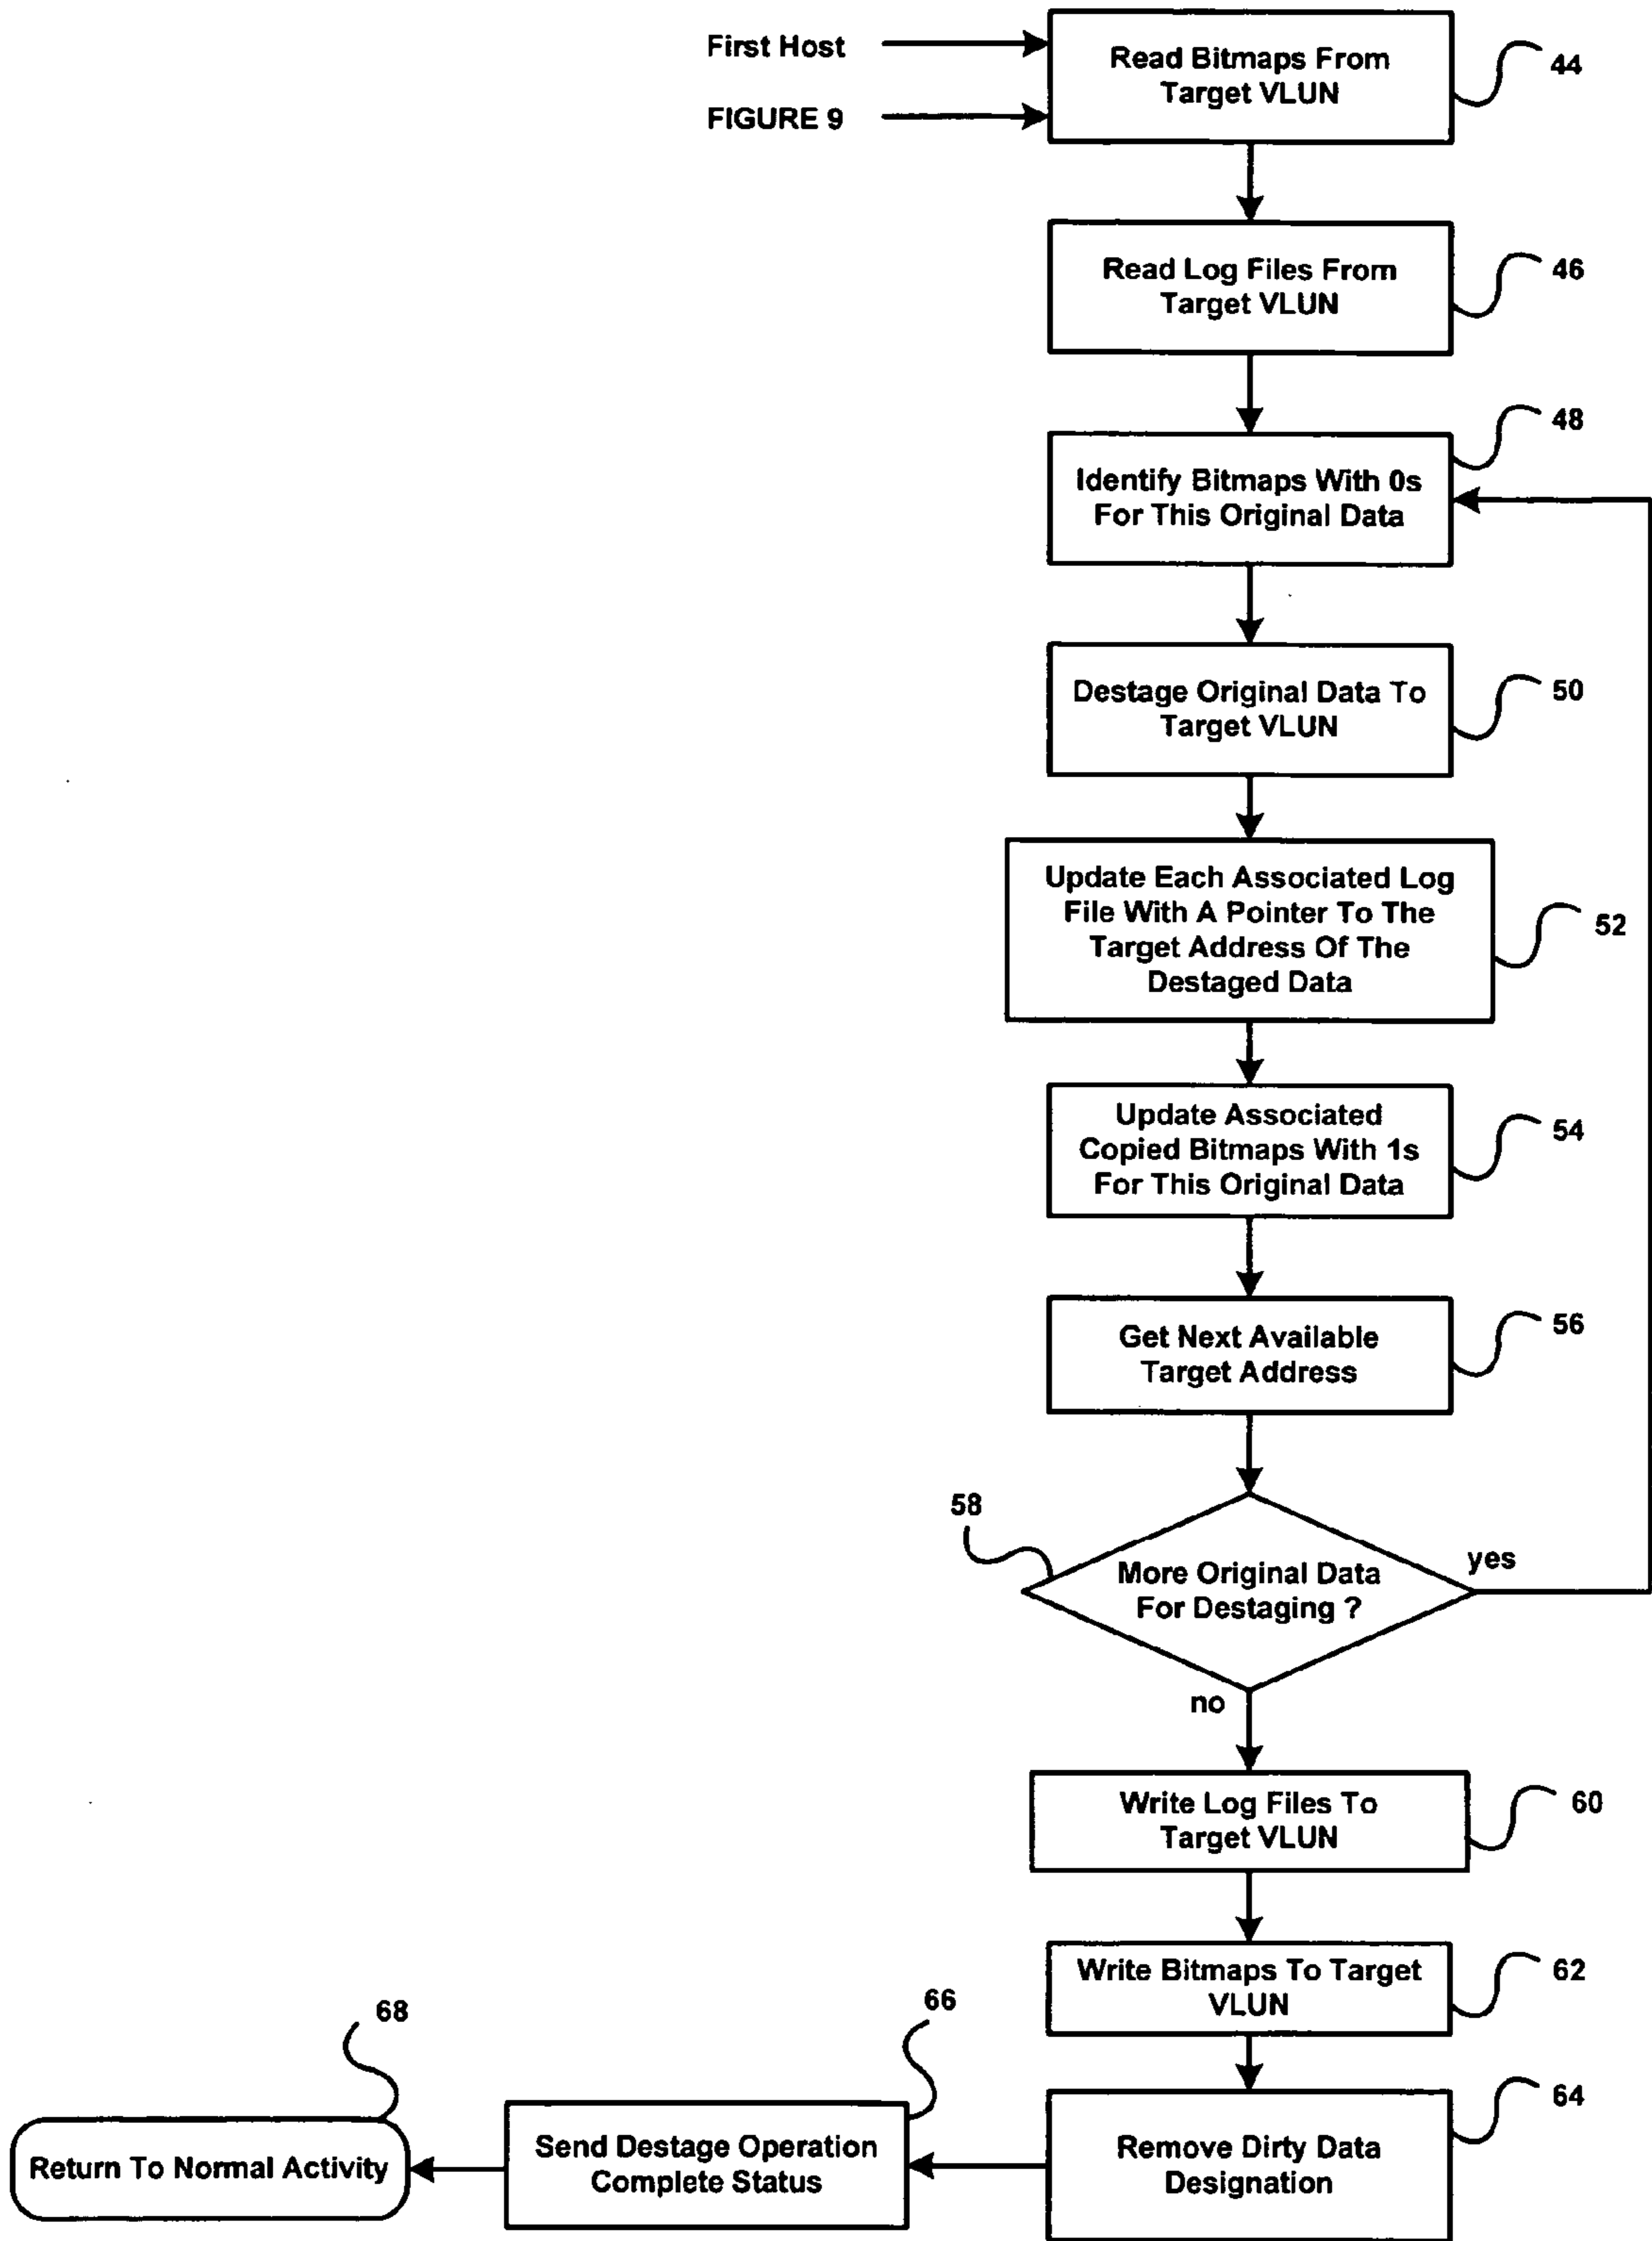 First Host
FIGURE 9
Read Bitmaps From
Target VLUN
44
Read Log Files From
Target VLUN
46
48
Identify Bitmaps With 0s
For This Original Data
Destage Original Data To
Target VLUN
50
Update Each Associated Log
File With A Pointer To The
Target Address Of The
Destaged Data
52
Update Associated
Copied Bitmaps With 1s
For This Original Data
54
Get Next Available
Target Address
56
58
More Original Data
For Destaging ?
yes
no
Write Log Files To
Target VLUN
60
Write Bitmaps To Target
VLUN
62
Remove Dirty Data
Designation
64
66
Send Destage Operation
Complete Status
68
Return To Normal Activity